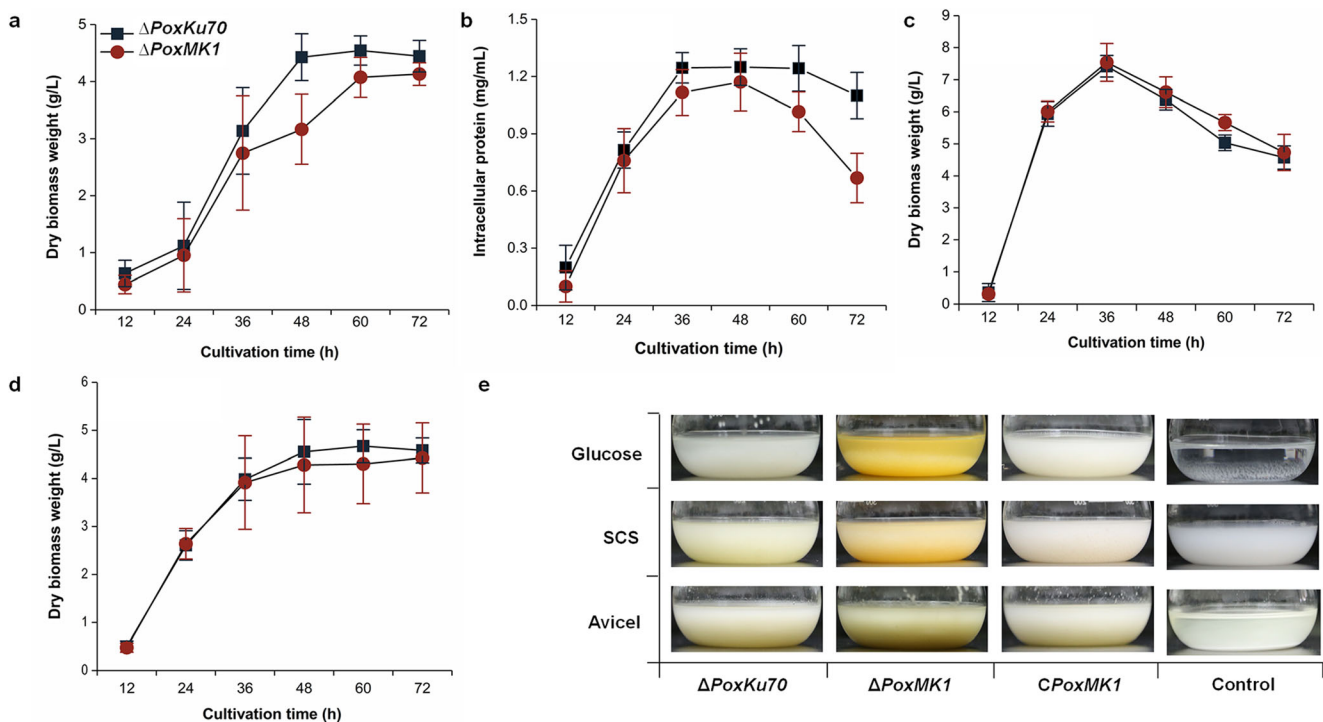 a
ΔPoxKu70
ΔPoxMK1
Dry biomass weight (g/L)
5
4
3
2
1
0
12 24 36 48 60 72
Cultivation time (h)
b
Intracellular protein (mg/mL)
1.5
1.2
0.9
0.6
0.3
0.0
12 24 36 48 60 72
Cultivation time (h)
c
Dry biomas weight (g/L)
9
8
7
6
5
4
3
2
1
0
12 24 36 48 60 72
Cultivation time (h)
d
Dry biomass weight (g/L)
6
5
4
3
2
1
0
12 24 36 48 60 72
Cultivation time (h)
e
Glucose
SCS
Avicel
ΔPoxKu70 ΔPoxMK1 CPoxMK1 Control